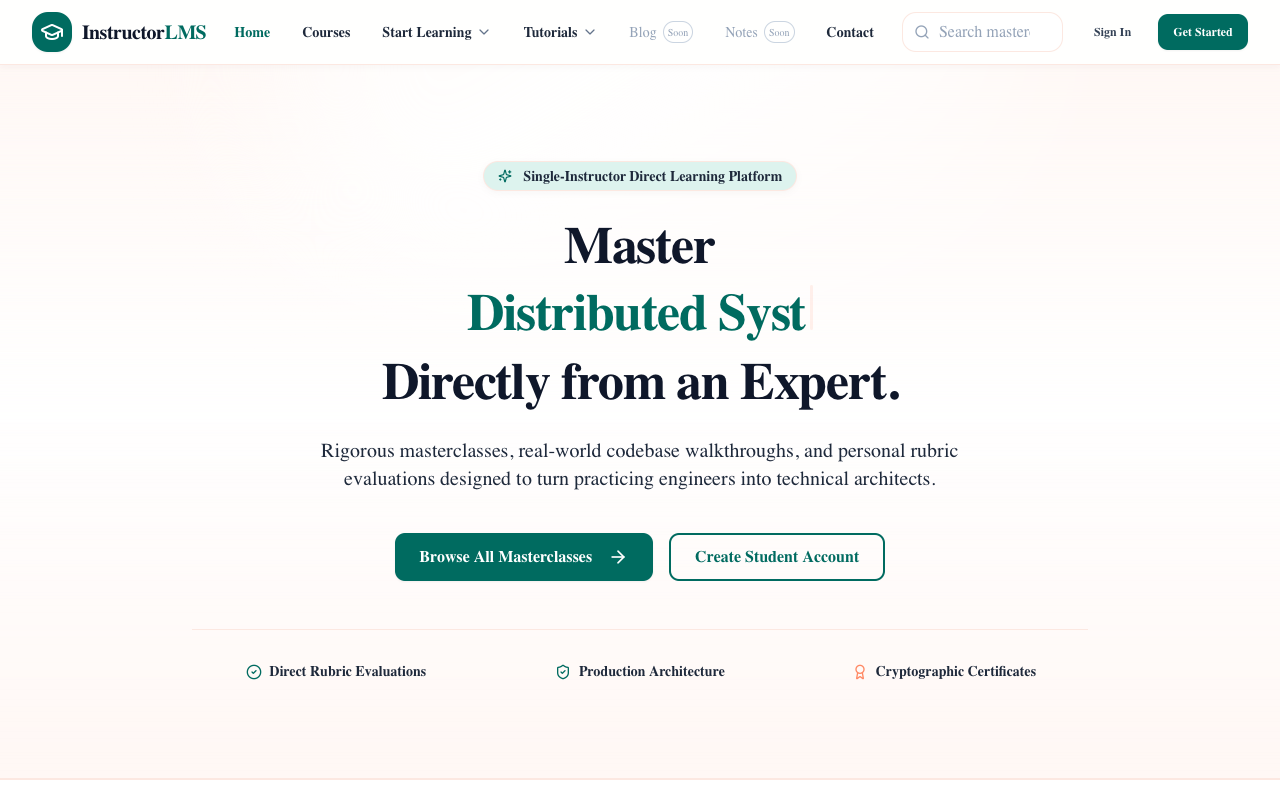 InstructorLMS
Home
Courses
Start Learning
Tutorials
Blog Soon
Notes Soon
Contact
Search master
Sign In
Get Started
Single-Instructor Direct Learning Platform
Master
Distributed Syst
Directly from an Expert.
Rigorous masterclasses, real-world codebase walkthroughs, and personal rubric
evaluations designed to turn practicing engineers into technical architects.
Browse All Masterclasses
Create Student Account
Direct Rubric Evaluations
Production Architecture
Cryptographic Certificates